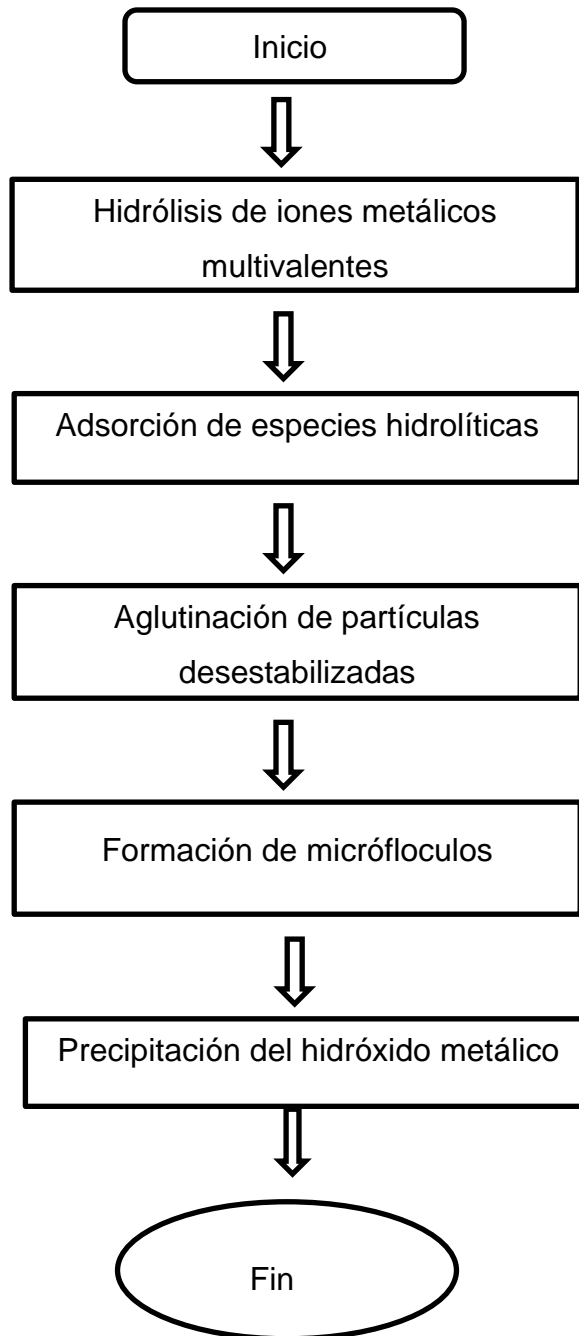 Inicio
Hidrólisis de iones metálicos
multivalentes
Adsorción de especies hidrolíticas
Aglutinación de partículas
desestabilizadas
Formación de micrófloculos
Precipitación del hidróxido metálico
Fin